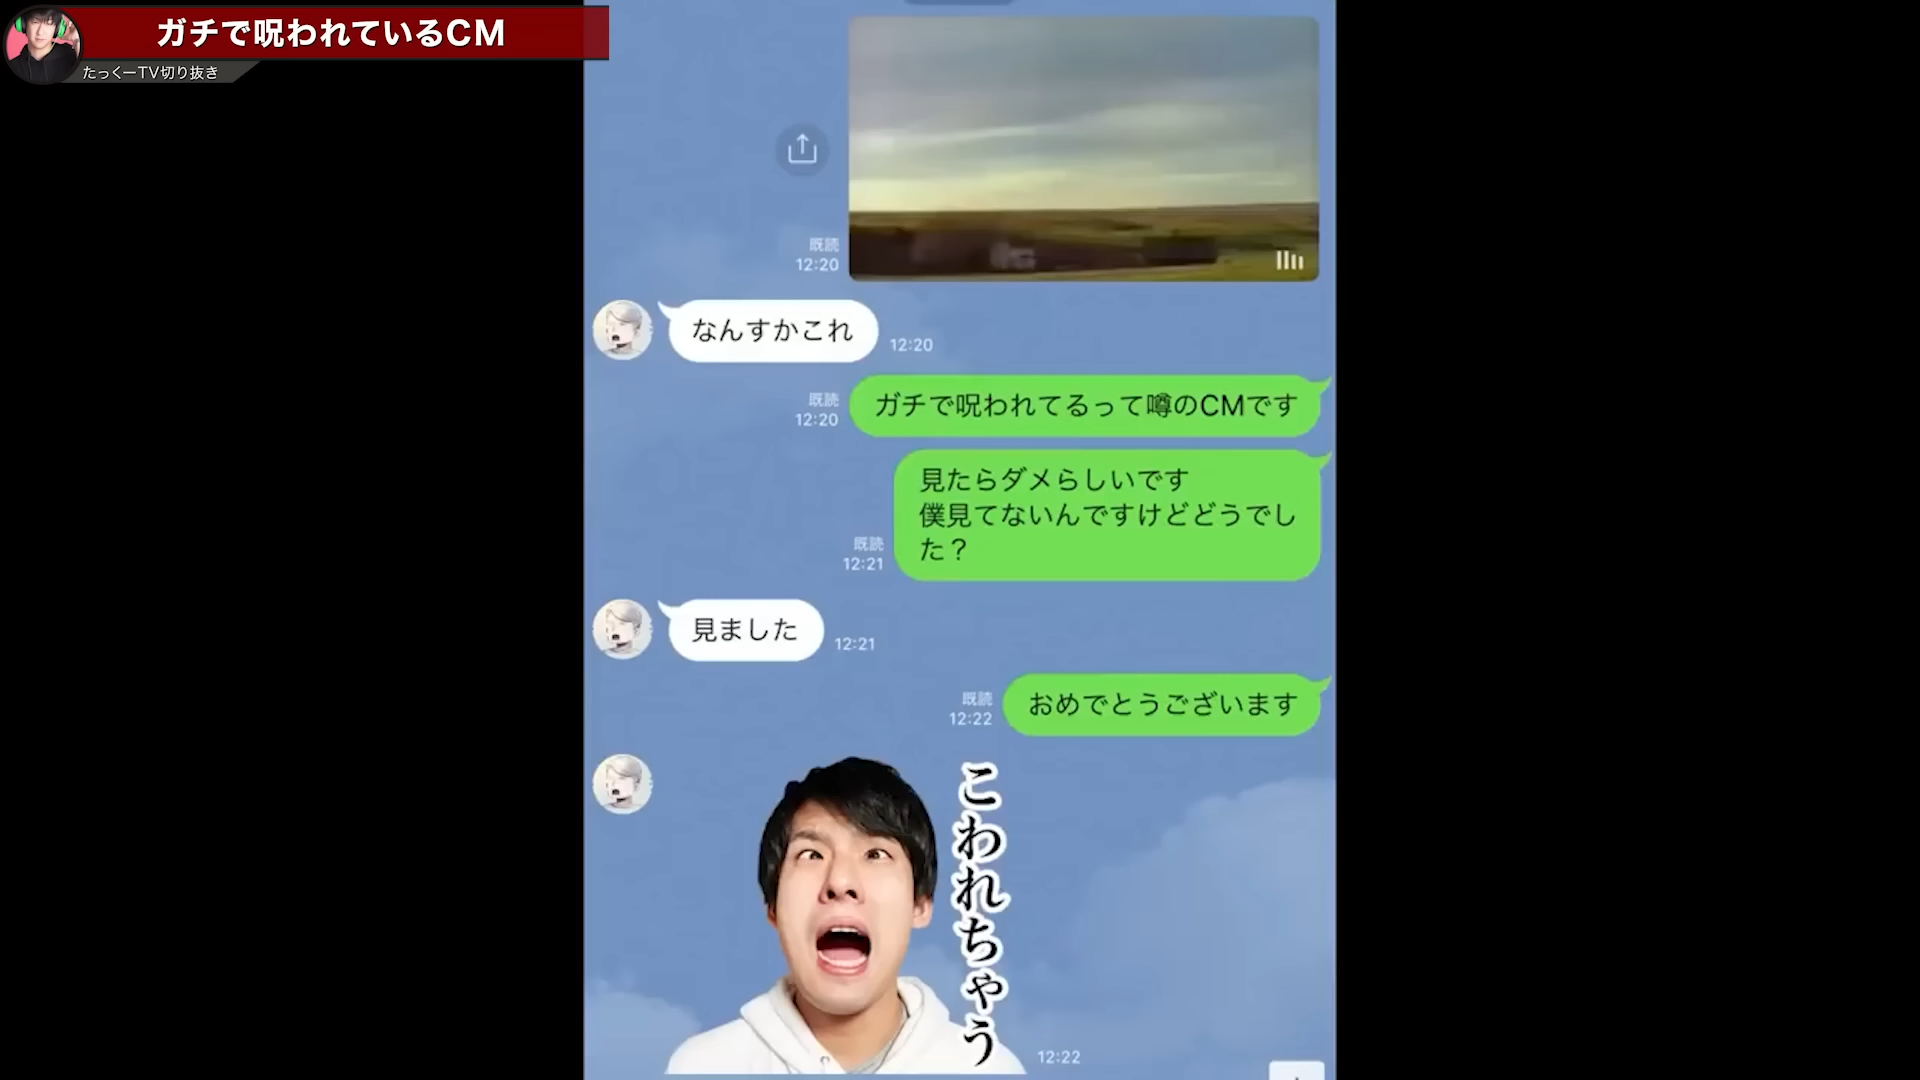 ガチで呪われているCM
たっくーTV切り抜き
既読
12:20
なんすかこれ
12:20
ガチで呪われてるって噂のCMです
既読
12:20
見たらダメらしいです
僕見てないんですけどどうでし
た？
既読
12:21
見ました
12:21
おめでとうございます
既読
12:22
こわれちゃう
12:22